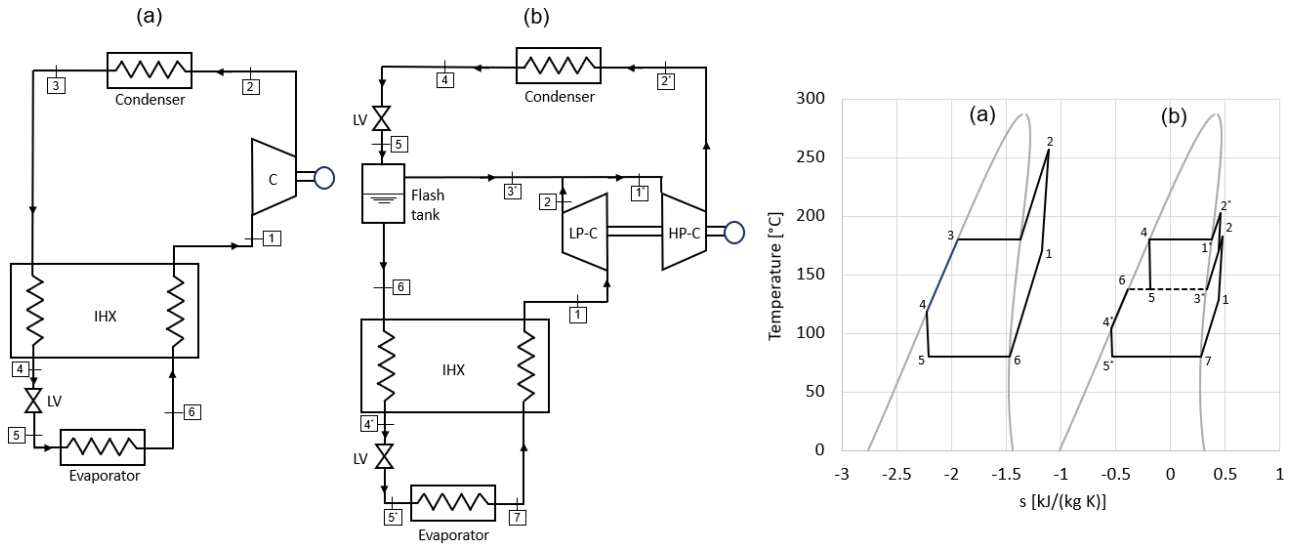 (a)
3
2
Condenser
C
1
IHX
4
LV
6
5
Evaporator
(b)
4
2*
Condenser
LV
5
Flash
tank
3*
1*
2
LP-C
HP-C
6
1
IHX
4*
LV
5*
7
Evaporator
Temperature [°C]
300
250
200
150
100
50
0
(a)
(b)
2
3
1
4
5
6
2*
2
4
1*
6
5
3*
1
4*
5*
7
-3
-2.5
-2
-1.5
-1
-0.5
0
0.5
1
s [kJ/(kg K)]